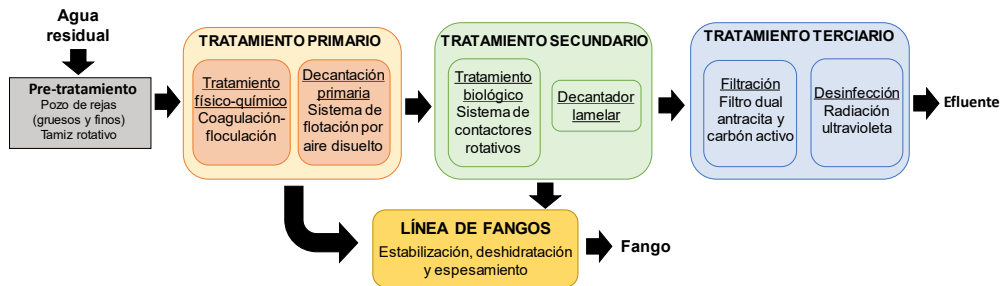 Agua
residual
Pre-tratamiento
Pozo de rejas
(gruesos y finos)
Tamiz rotativo
TRATAMIENTO PRIMARIO
Tratamiento
físico-químico
Coagulación-
floculación
Decantación
primaria
Sistema de
flotación por
aire disuelto
TRATAMIENTO SECUNDARIO
Tratamiento
biológico
Sistema de
contactores
rotativos
Decantador
lamelar
TRATAMIENTO TERCIARIO
Filtración
Filtro dual
antracita y
carbón activo
Desinfección
Radiación
ultravioleta
Efluente
LÍNEA DE FANGOS
Estabilización, deshidratación
y espesamiento
Fango